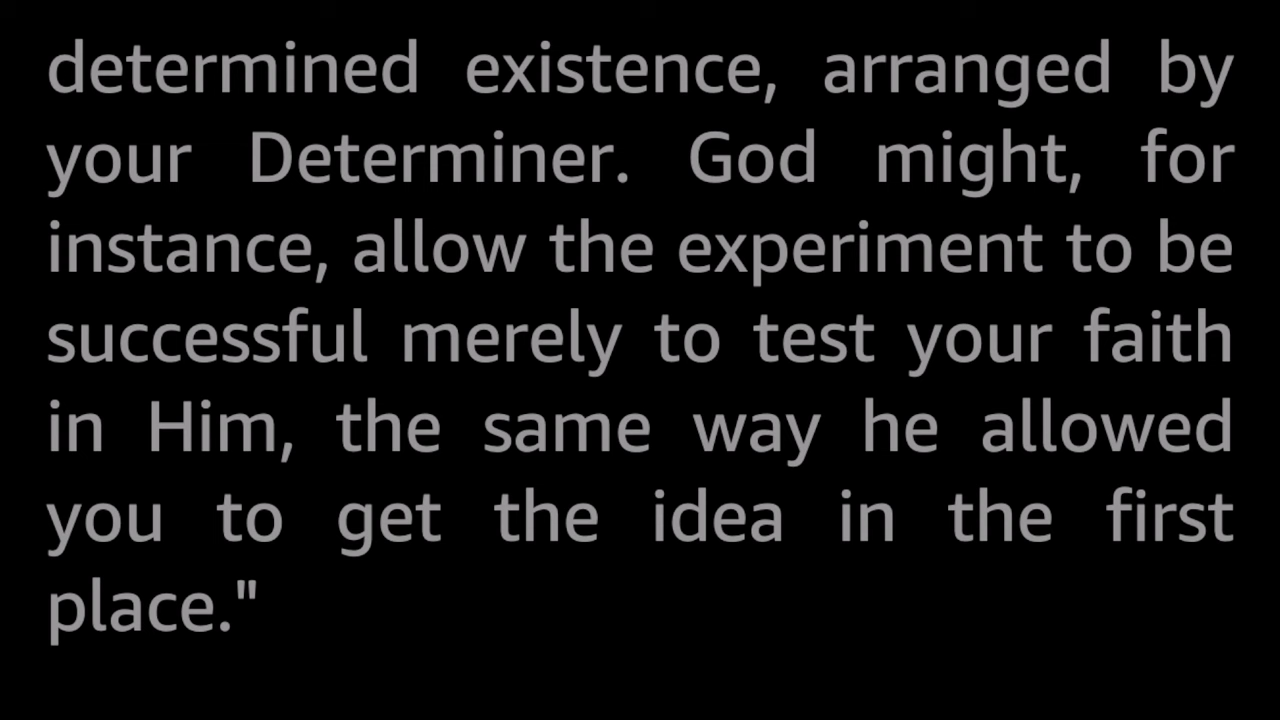 determined existence, arranged by
your Determiner. God might, for
instance, allow the experiment to be
successful merely to test your faith
in Him, the same way he allowed
you to get the idea in the first
place."